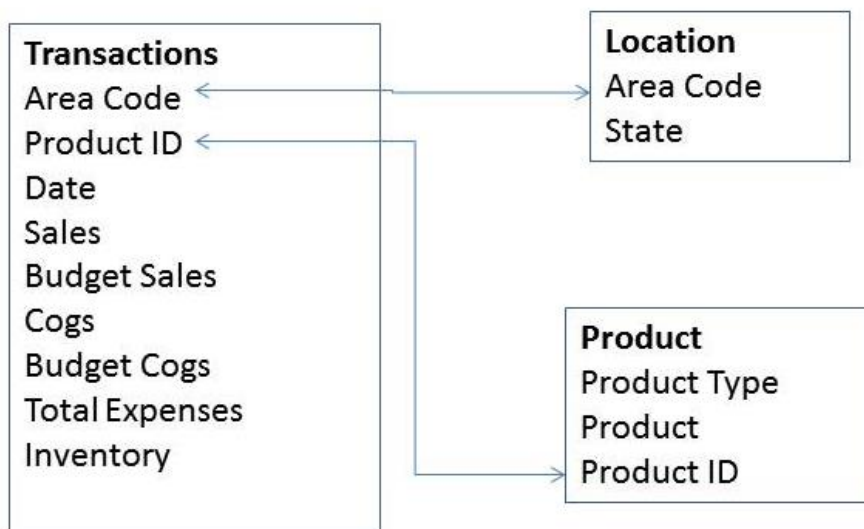 Transactions
Area Code
Product ID
Date
Sales
Budget Sales
Cogs
Budget Cogs
Total Expenses
Inventory
Location
Area Code
State
Product
Product Type
Product
Product ID